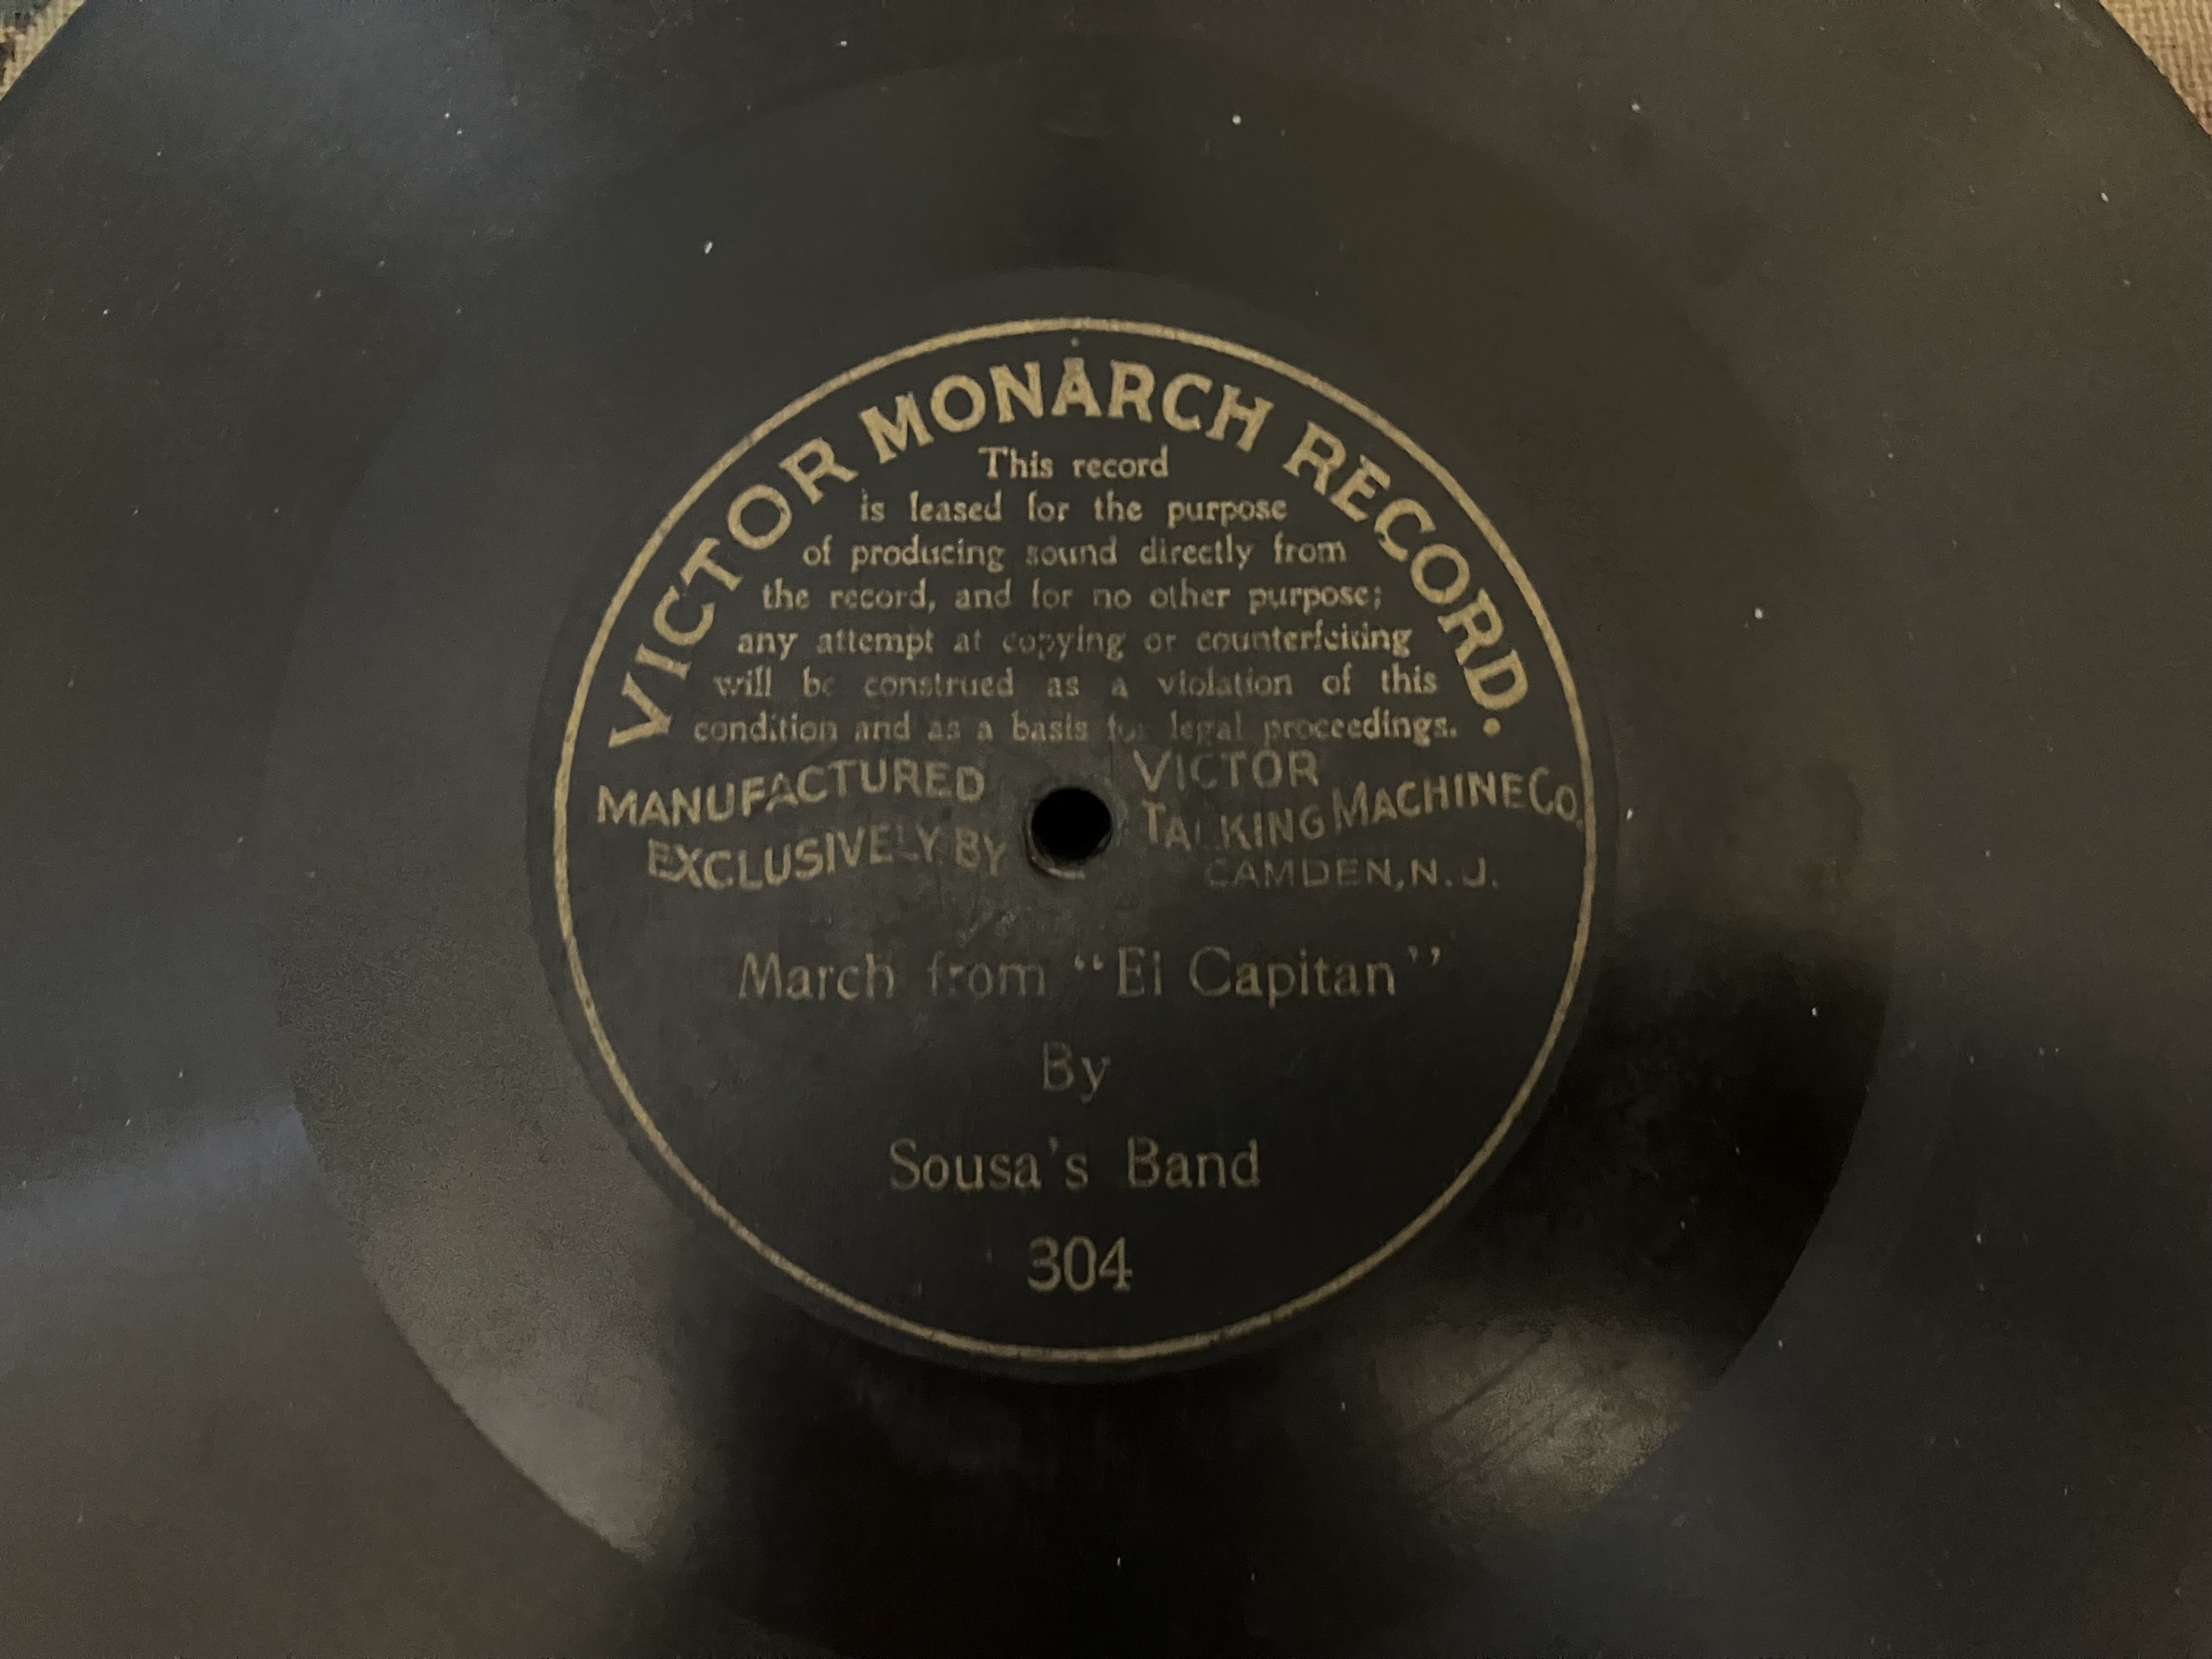 VICTOR MONARCH RECORD.
This record
is leased for the purpose
of producing sound directly from
the record, and for no other purpose;
any attempt at copying or counterfeiting
will be construed as a violation of this
condition and as a basis for legal proceedings.
MANUFACTURED
EXCLUSIVELY BY
VICTOR
TALKING MACHINE CO.
CAMDEN, N. J.
March from "El Capitan"
By
Sousa's Band
304